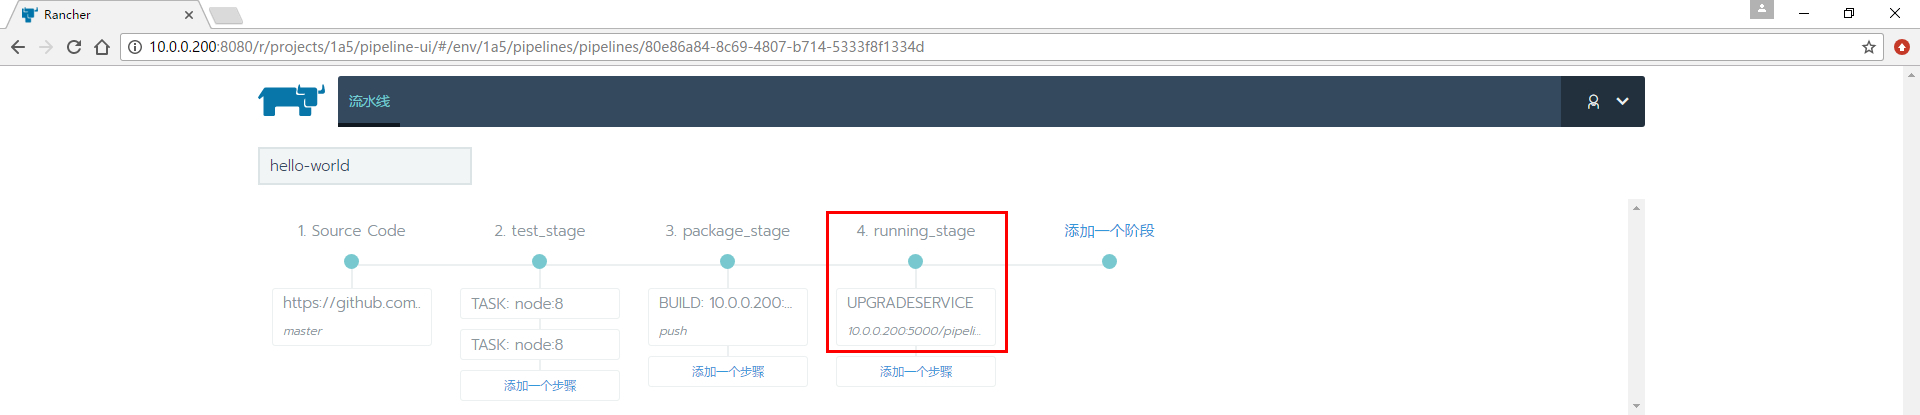 Rancher
10.0.0.200:8080/r/projects/1a5/pipeline-ui/#/env/1a5/pipelines/pipelines/80e86a84-8c69-4807-b714-5333f8f1334d
流水线
hello-world
1. Source Code
2. test_stage
3. package_stage
4. running_stage
添加一个阶段
https://github.com..
master
TASK: node:8
TASK: node:8
添加一个步骤
BUILD: 10.0.0.200:...
push
添加一个步骤
UPGRADESERVICE
10.0.0.200:5000/pipeli...
添加一个步骤